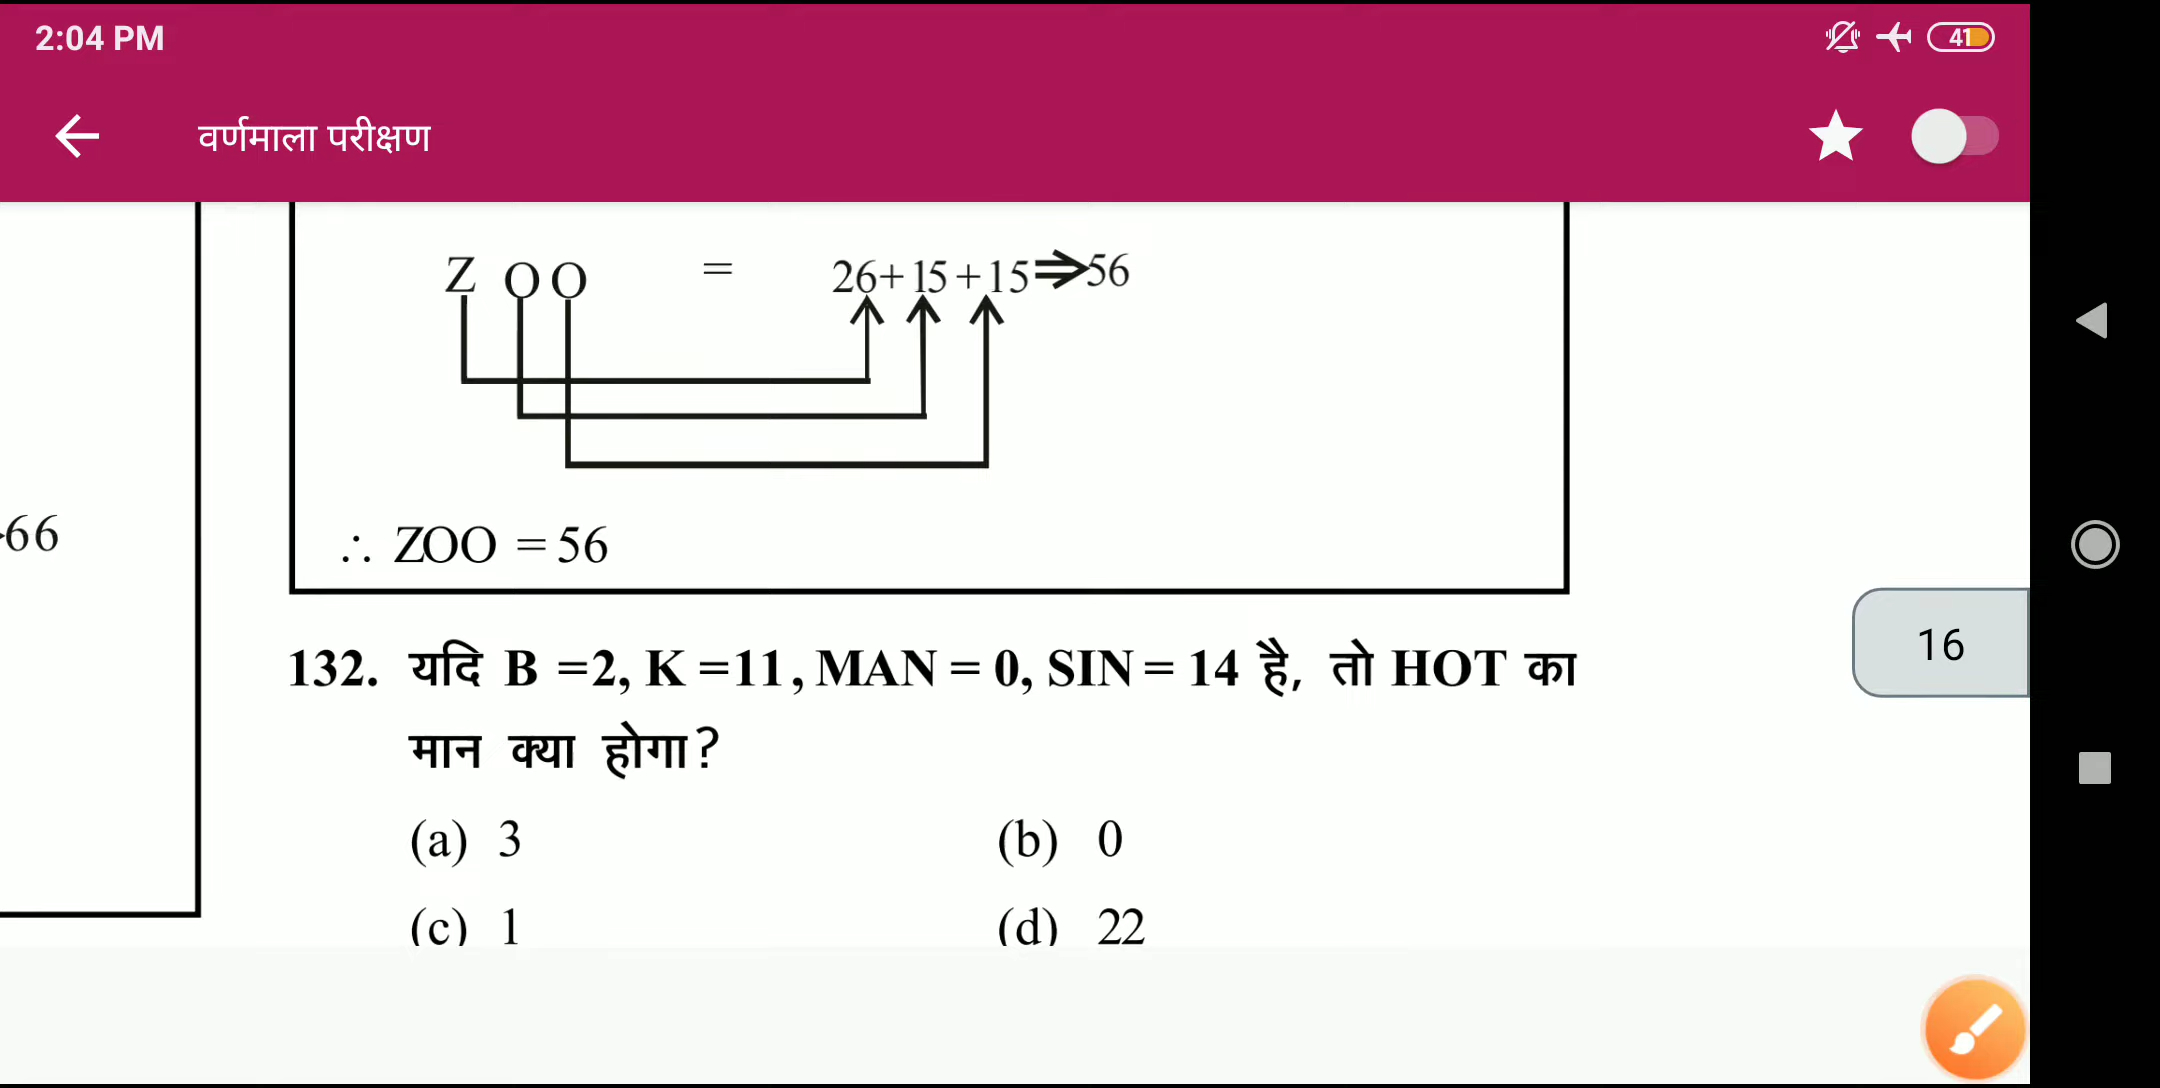 2:04 PM
41
वर्णमाला परीक्षण
Z O O = 26+15+15⇒56
66
∴ ZOO = 56
16
132. यदि B =2, K =11, MAN = 0, SIN = 14 है, तो HOT का
मान क्या होगा?
(a) 3 (b) 0
(c) 1 (d) 22